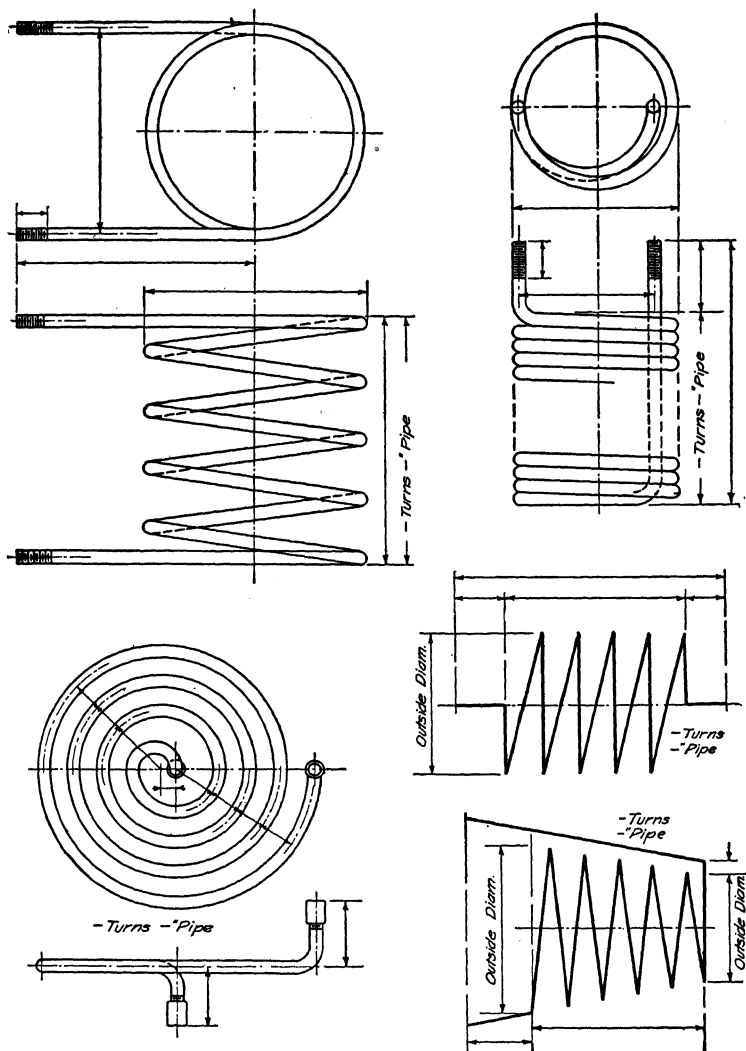 -Turns-"Pipe
-Turns-"Pipe
Outside Diam.
-Turns
-"Pipe
-Turns
-"Pipe
Outside Diam.
Outside Diam.
-Turns -"Pipe